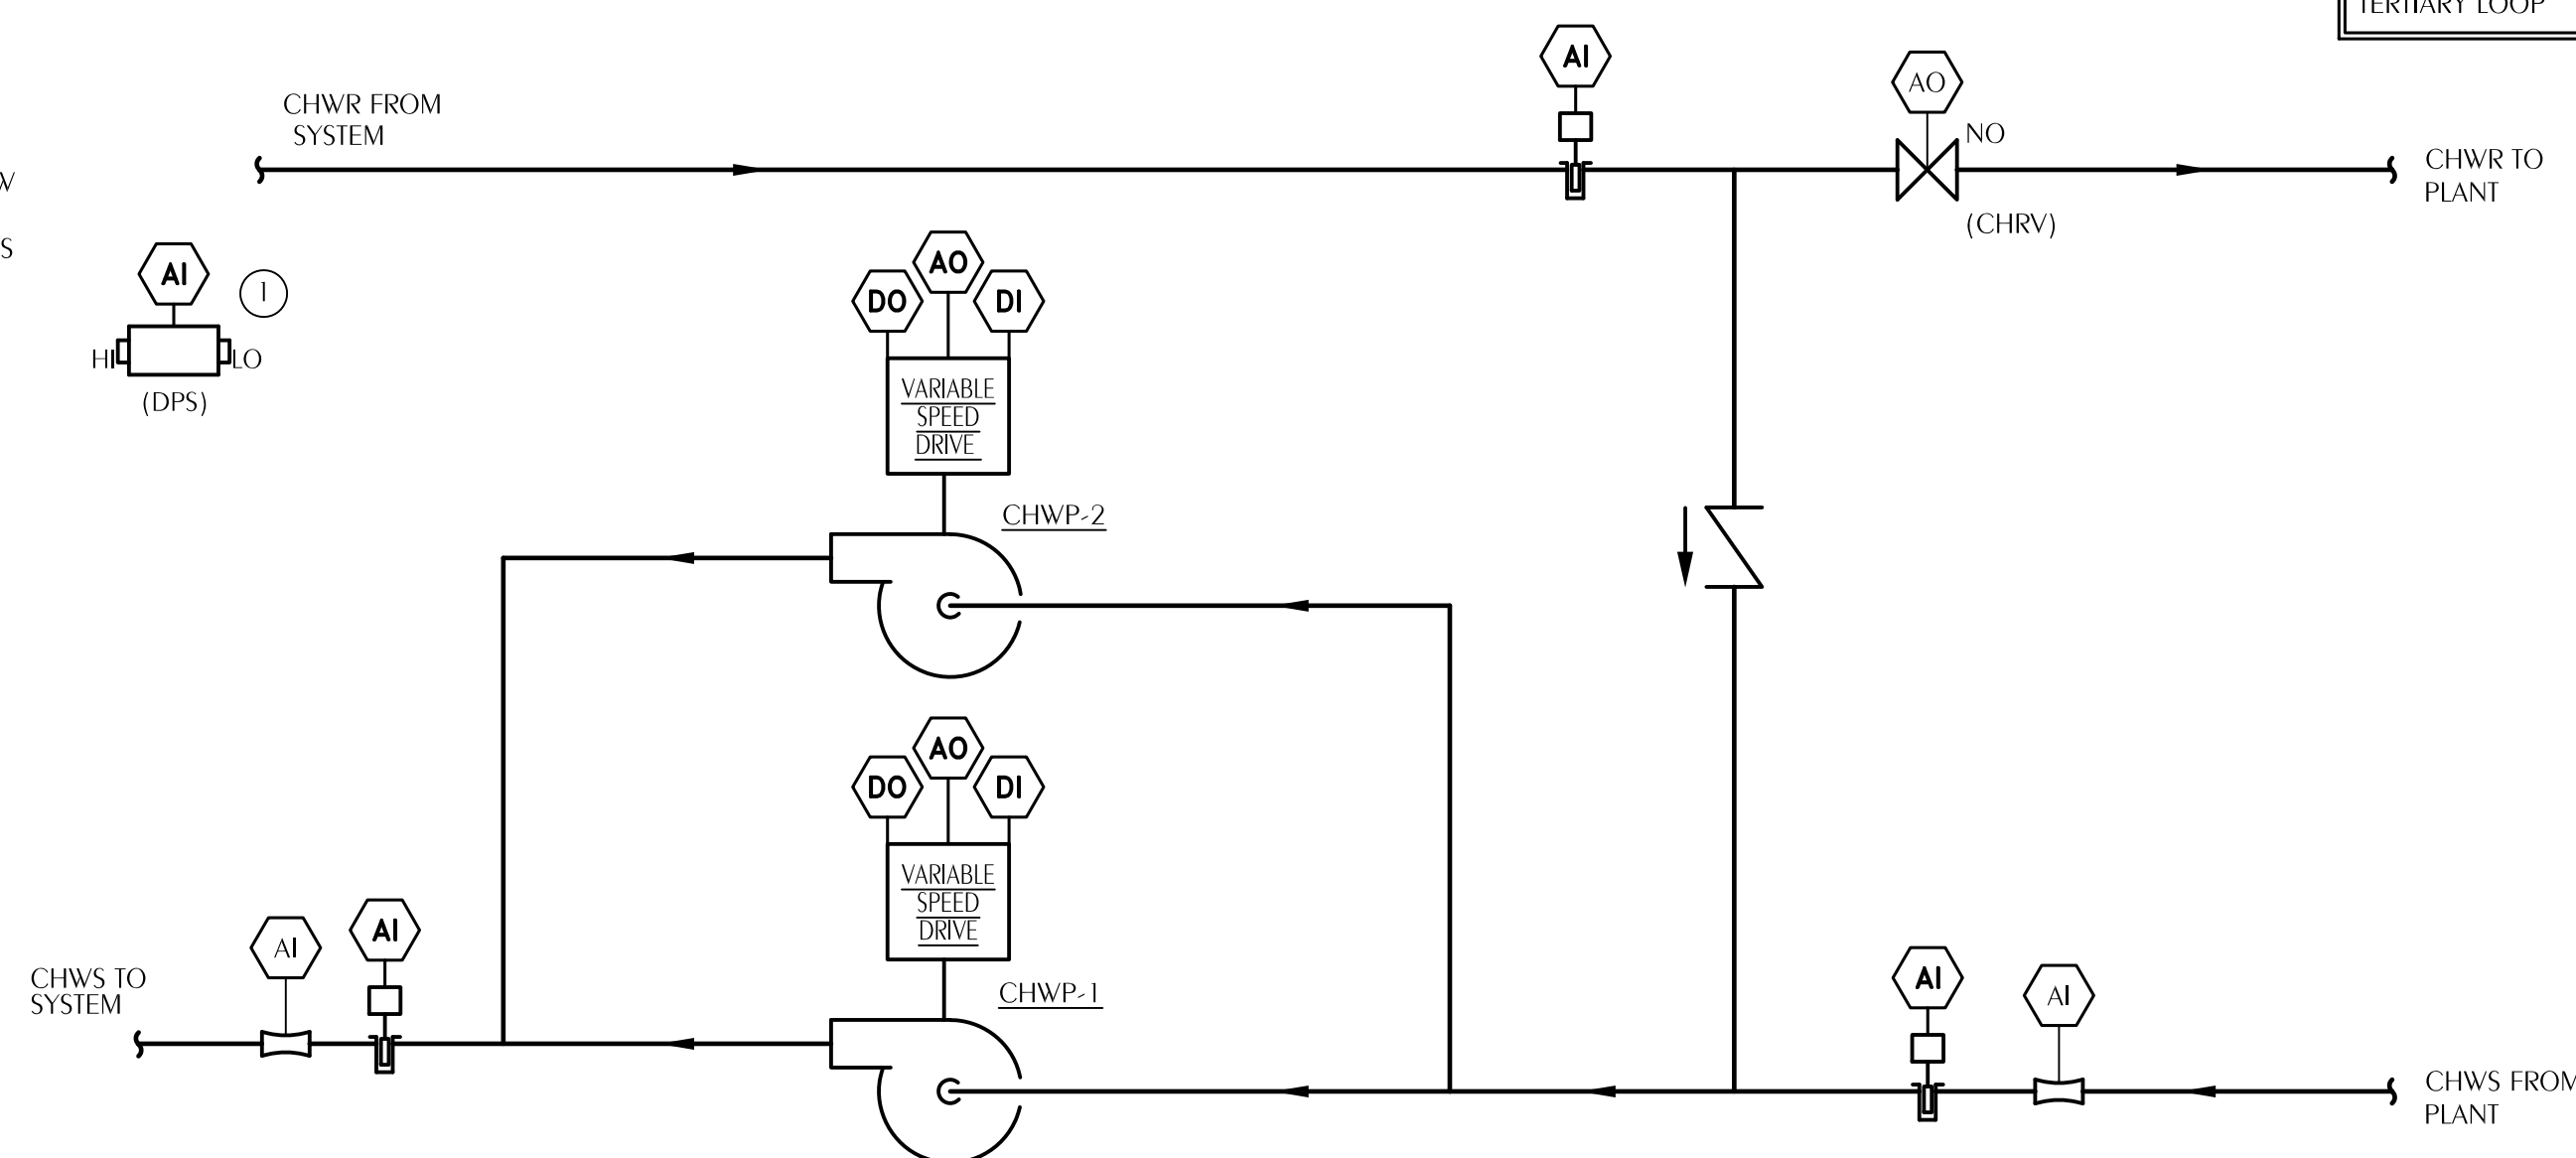 TERTIARY LOOP
AI
AO
CHWR FROM
SYSTEM
NO
CHWR TO
PLANT
(CHRV)
W
S
AI
1
HI
LO
(DPS)
DO
AO
DI
VARIABLE
SPEED
DRIVE
CHWP-2
DO
AO
DI
VARIABLE
SPEED
DRIVE
CHWP-1
AI
AI
CHWS TO
SYSTEM
AI
AI
CHWS FROM
PLANT